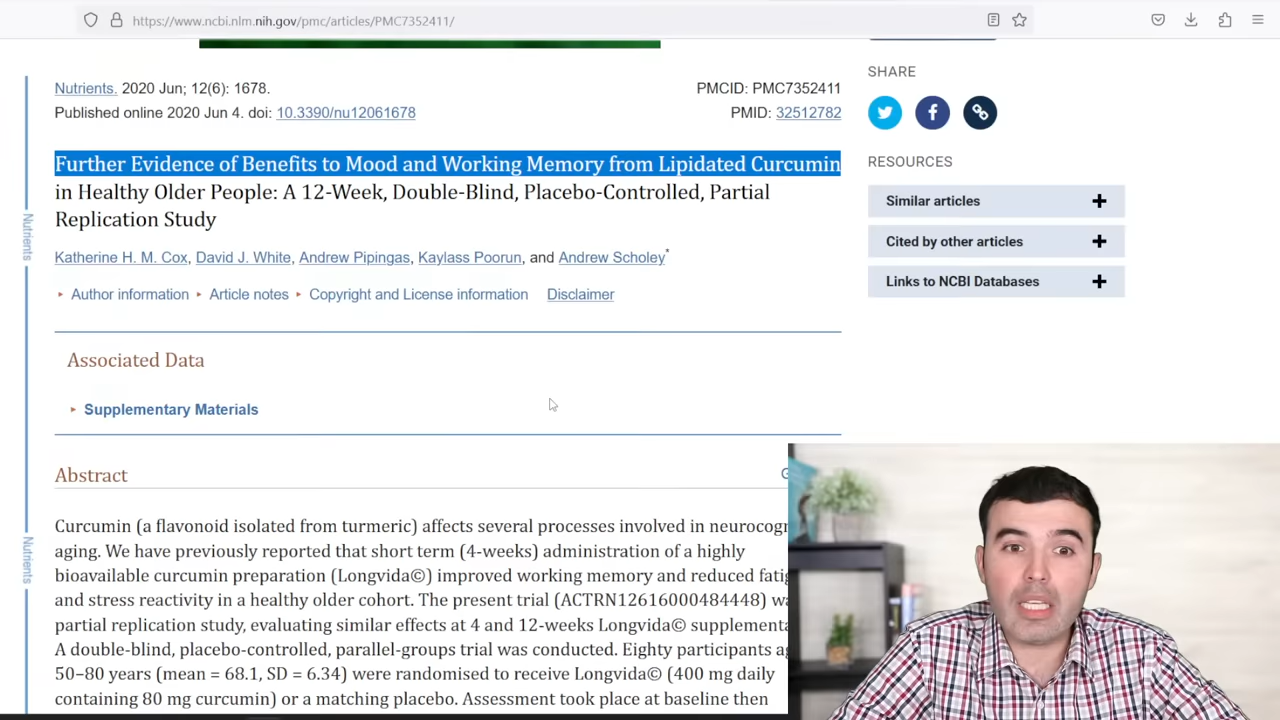 https://www.ncbi.nlm.nih.gov/pmc/articles/PMC7352411/
Nutrients. 2020 Jun; 12(6): 1678.
PMCID: PMC7352411
Published online 2020 Jun 4. doi: 10.3390/nu12061678
PMID: 32512782
Further Evidence of Benefits to Mood and Working Memory from Lipidated Curcumin
in Healthy Older People: A 12-Week, Double-Blind, Placebo-Controlled, Partial
Replication Study
Katherine H. M. Cox, David J. White, Andrew Pipingas, Kaylass Poorun, and Andrew Scholey*
Author information Article notes Copyright and License information Disclaimer
Associated Data
Supplementary Materials
Abstract
Curcumin (a flavonoid isolated from turmeric) affects several processes involved in
aging. We have previously reported that short term (4-weeks) administration of a highly
bioavailable curcumin preparation (Longvida©) improved working memory and reduced
and stress reactivity in a healthy older cohort. The present trial (ACTRN12616000484448)
partial replication study, evaluating similar effects at 4 and 12-weeks Longvida©
A double-blind, placebo-controlled, parallel-groups trial was conducted. Eighty participants
50–80 years (mean = 68.1, SD = 6.34) were randomised to receive Longvida© (400 mg daily
containing 80 mg curcumin) or a matching placebo. Assessment took place at baseline then
SHARE
RESOURCES
Similar articles
Cited by other articles
Links to NCBI Databases
Nutrients
Nutrients